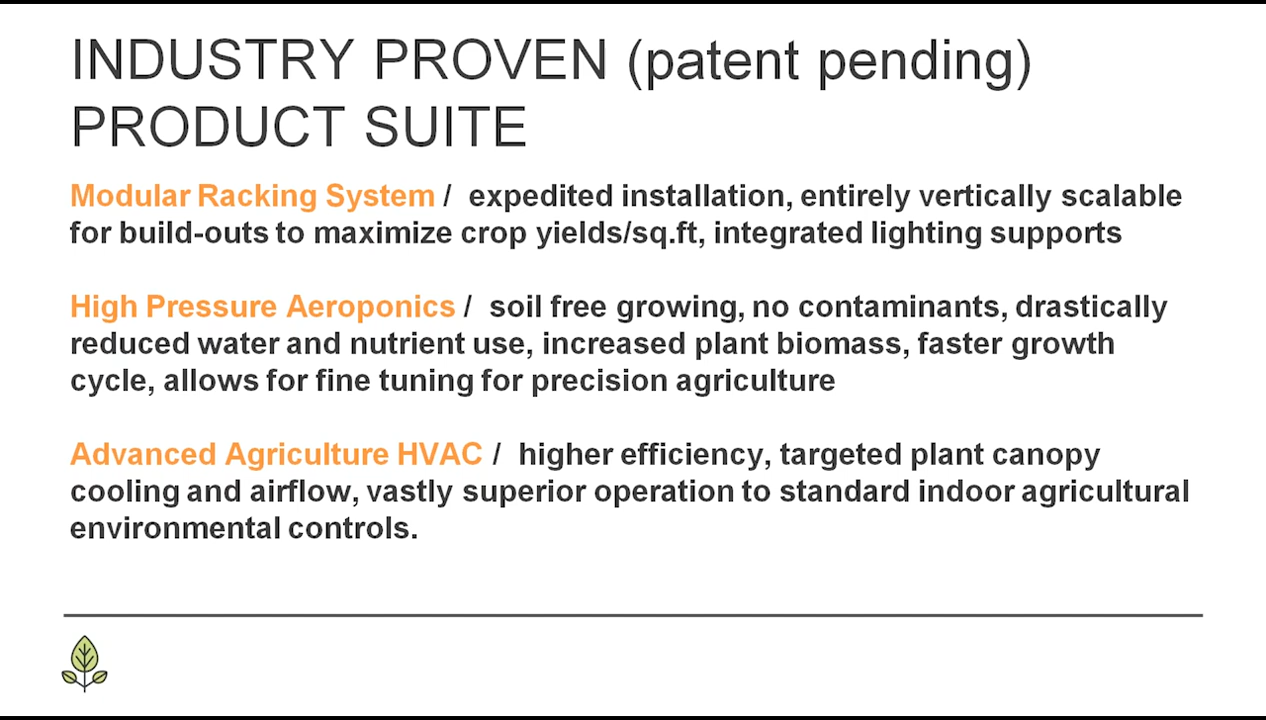 INDUSTRY PROVEN (patent pending)
PRODUCT SUITE
Modular Racking System / expedited installation, entirely vertically scalable
for build-outs to maximize crop yields/sq.ft, integrated lighting supports
High Pressure Aeroponics / soil free growing, no contaminants, drastically
reduced water and nutrient use, increased plant biomass, faster growth
cycle, allows for fine tuning for precision agriculture
Advanced Agriculture HVAC / higher efficiency, targeted plant canopy
cooling and airflow, vastly superior operation to standard indoor agricultural
environmental controls.